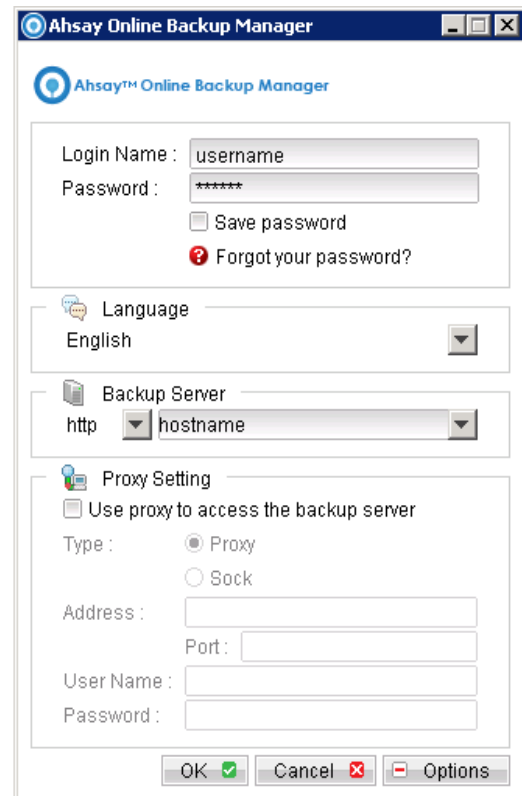 Ahsay Online Backup Manager
Ahsay™ Online Backup Manager
Login Name : username
Password : ******
Save password
Forgot your password?
Language
English
Backup Server
http hostname
Proxy Setting
Use proxy to access the backup server
Type : Proxy
Sock
Address :
Port :
User Name :
Password :
OK Cancel Options